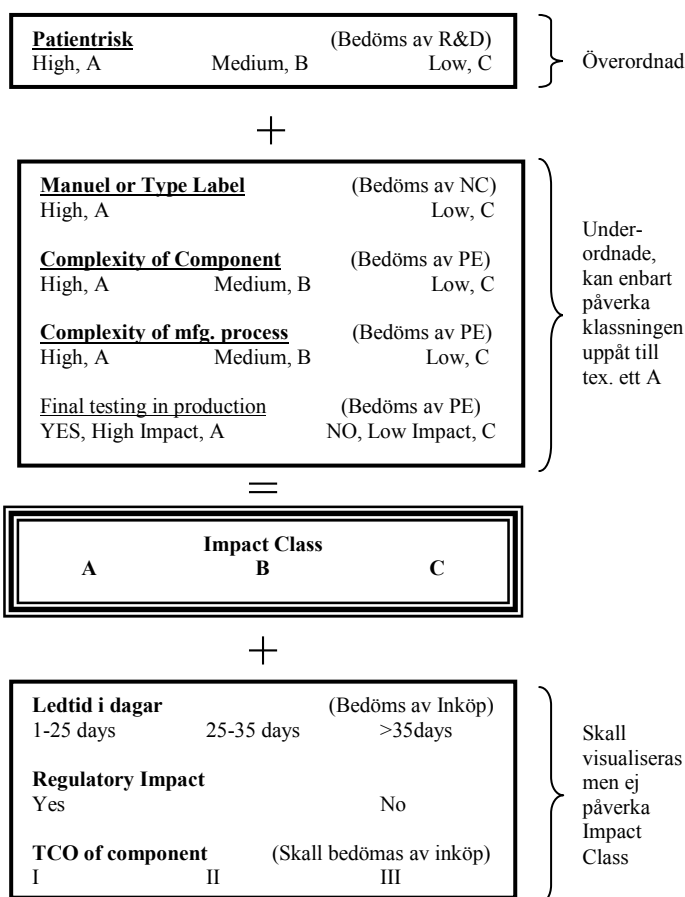 Patientrisk (Bedöms av R&D)
High, A Medium, B Low, C
Överordnad
+
Manuel or Type Label (Bedöms av NC)
High, A Low, C
Complexity of Component (Bedöms av PE)
High, A Medium, B Low, C
Complexity of mfg. process (Bedöms av PE)
High, A Medium, B Low, C
Final testing in production (Bedöms av PE)
YES, High Impact, A NO, Low Impact, C
Under-
ordnade,
kan enbart
påverka
klassningen
uppåt till
tex. ett A
=
Impact Class
A B C
+
Ledtid i dagar (Bedöms av Inköp)
1-25 days 25-35 days >35days
Regulatory Impact
Yes No
TCO of component (Skall bedömas av inköp)
I II III
Skall
visualiseras
men ej
påverka
Impact
Class